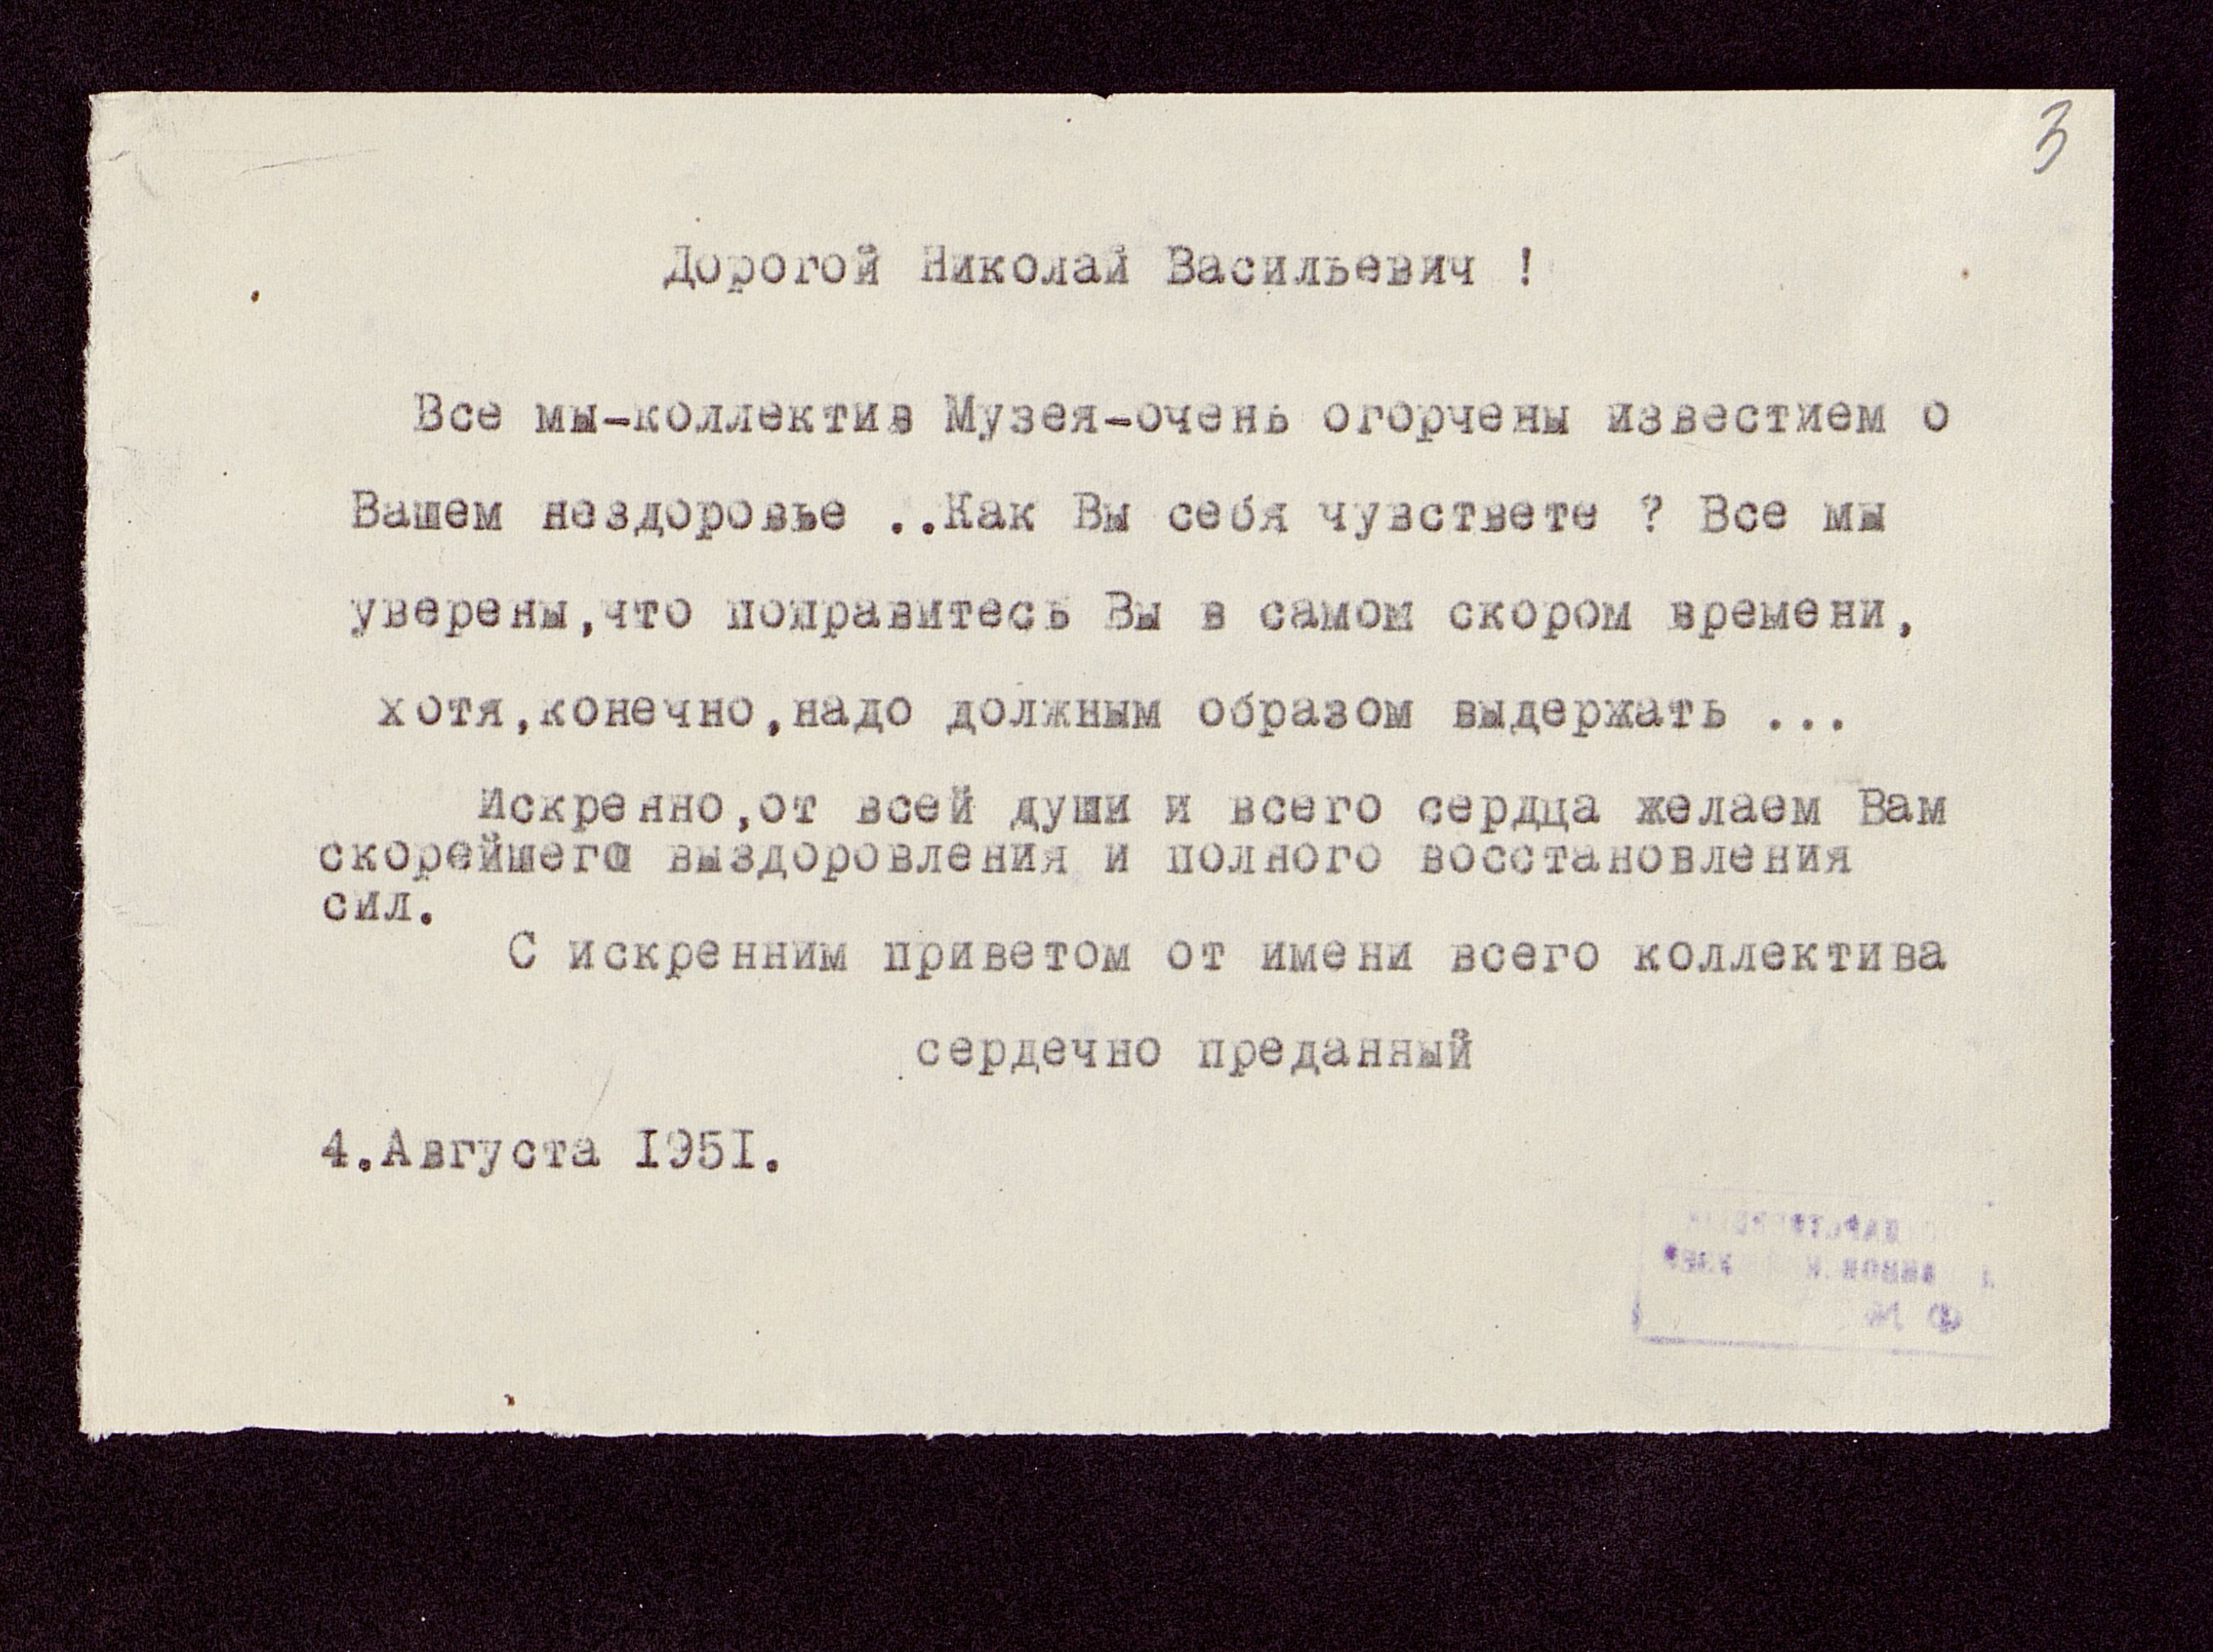 3
Дорогой Николай Васильевич !
Все мы-коллектив Музея-очень огорчены известием о
Вашем нездоровье ..Как Вы себя чувствете ? Все мы
уверены,что поправитесь Вы в самом скором времени,
хотя,конечно,надо должным образом выдержать ...
Искренно,от всей души и всего сердца желаем Вам
скорейшего выздоровления и полного восстановления
сил.
С искренним приветом от имени всего коллектива
сердечно преданный
4.Августа 1951.